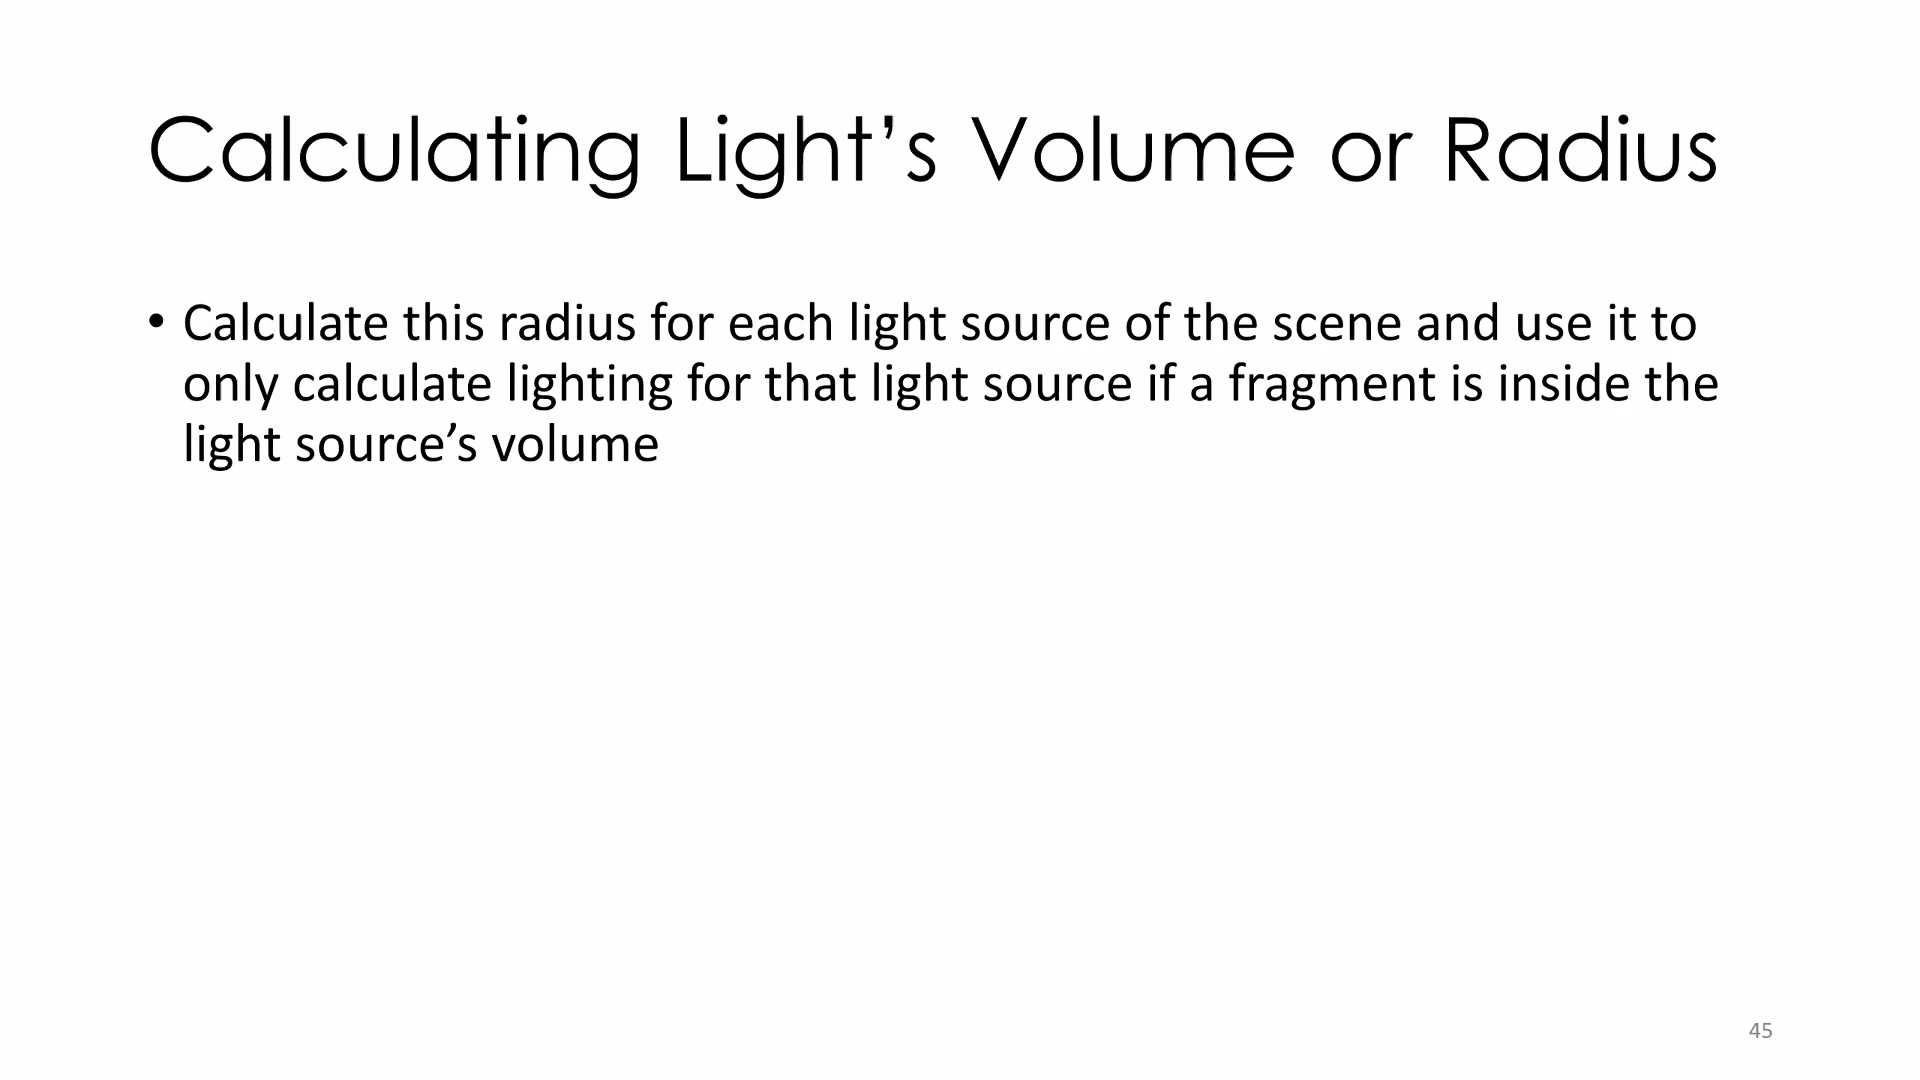 Calculating Light’s Volume or Radius
• Calculate this radius for each light source of the scene and use it to
only calculate lighting for that light source if a fragment is inside the
light source’s volume
45